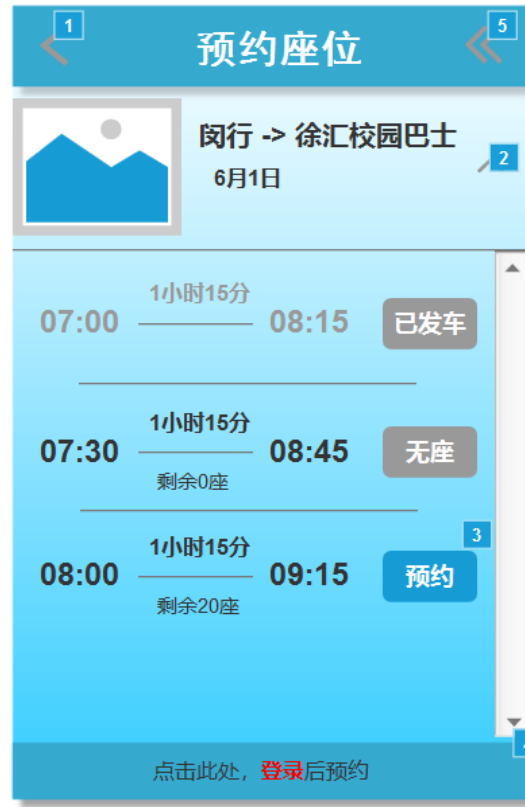 1
预约座位
5
闵行 -> 徐汇校园巴士
2
6月1日
1小时15分
07:00
08:15
已发车
1小时15分
07:30
08:45
无座
剩余0座
3
1小时15分
08:00
09:15
预约
剩余20座
点击此处，登录后预约